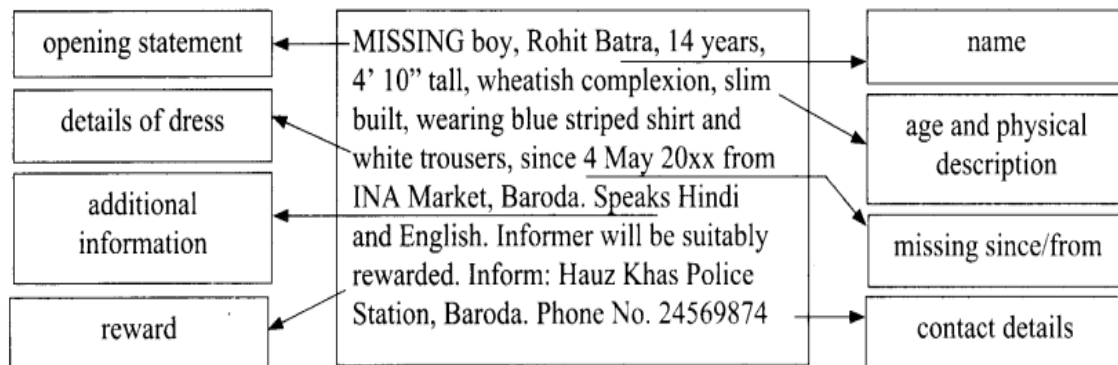 opening statement
details of dress
additional
information
reward
MISSING boy, Rohit Batra, 14 years,
4’ 10” tall, wheatish complexion, slim
built, wearing blue striped shirt and
white trousers, since 4 May 20xx from
INA Market, Baroda. Speaks Hindi
and English. Informer will be suitably
rewarded. Inform: Hauz Khas Police
Station, Baroda. Phone No. 24569874
name
age and physical
description
missing since/from
contact details